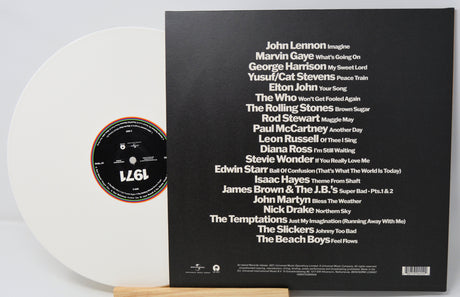 John Lennon Imagine
Marvin Gaye What's Going On
George Harrison My Sweet Lord
Yusuf/Cat Stevens Peace Train
Elton John Your Song
The Who Won't Get Fooled Again
The Rolling Stones Brown Sugar
Rod Stewart Maggie May
Paul McCartney Another Day
Leon Russell Of Thee I Sing
Diana Ross I'm Still Waiting
Stevie Wonder If You Really Love Me
Edwin Starr Ball Of Confusion (That's What The World Is Today)
Isaac Hayes Theme From Shaft
James Brown & The J.B.'s Super Bad - Pts.1 & 2
John Martyn Bless The Weather
Nick Drake Northern Sky
The Temptations Just My Imagination (Running Away With Me)
The Slickers Johnny Too Bad
The Beach Boys Feel Flows
1971